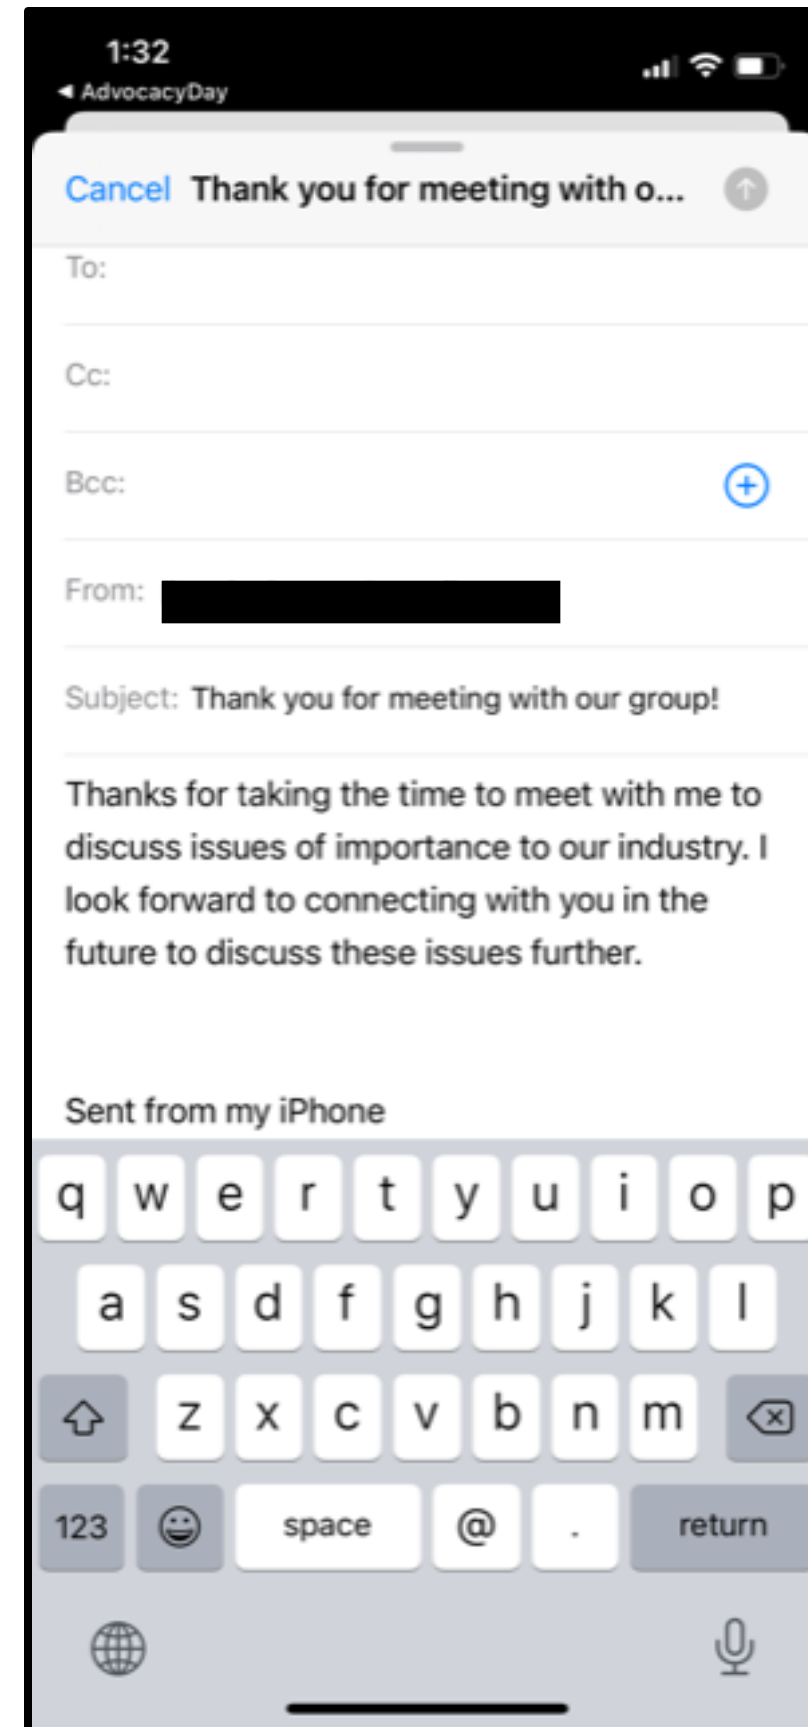 1:32
◀ AdvocacyDay
Cancel Thank you for meeting with o...
To:
Cc:
Bcc:
From:
Subject: Thank you for meeting with our group!
Thanks for taking the time to meet with me to
discuss issues of importance to our industry. I
look forward to connecting with you in the
future to discuss these issues further.
Sent from my iPhone
q w e r t y u i o p
a s d f g h j k l
z x c v b n m
123 space @ . return